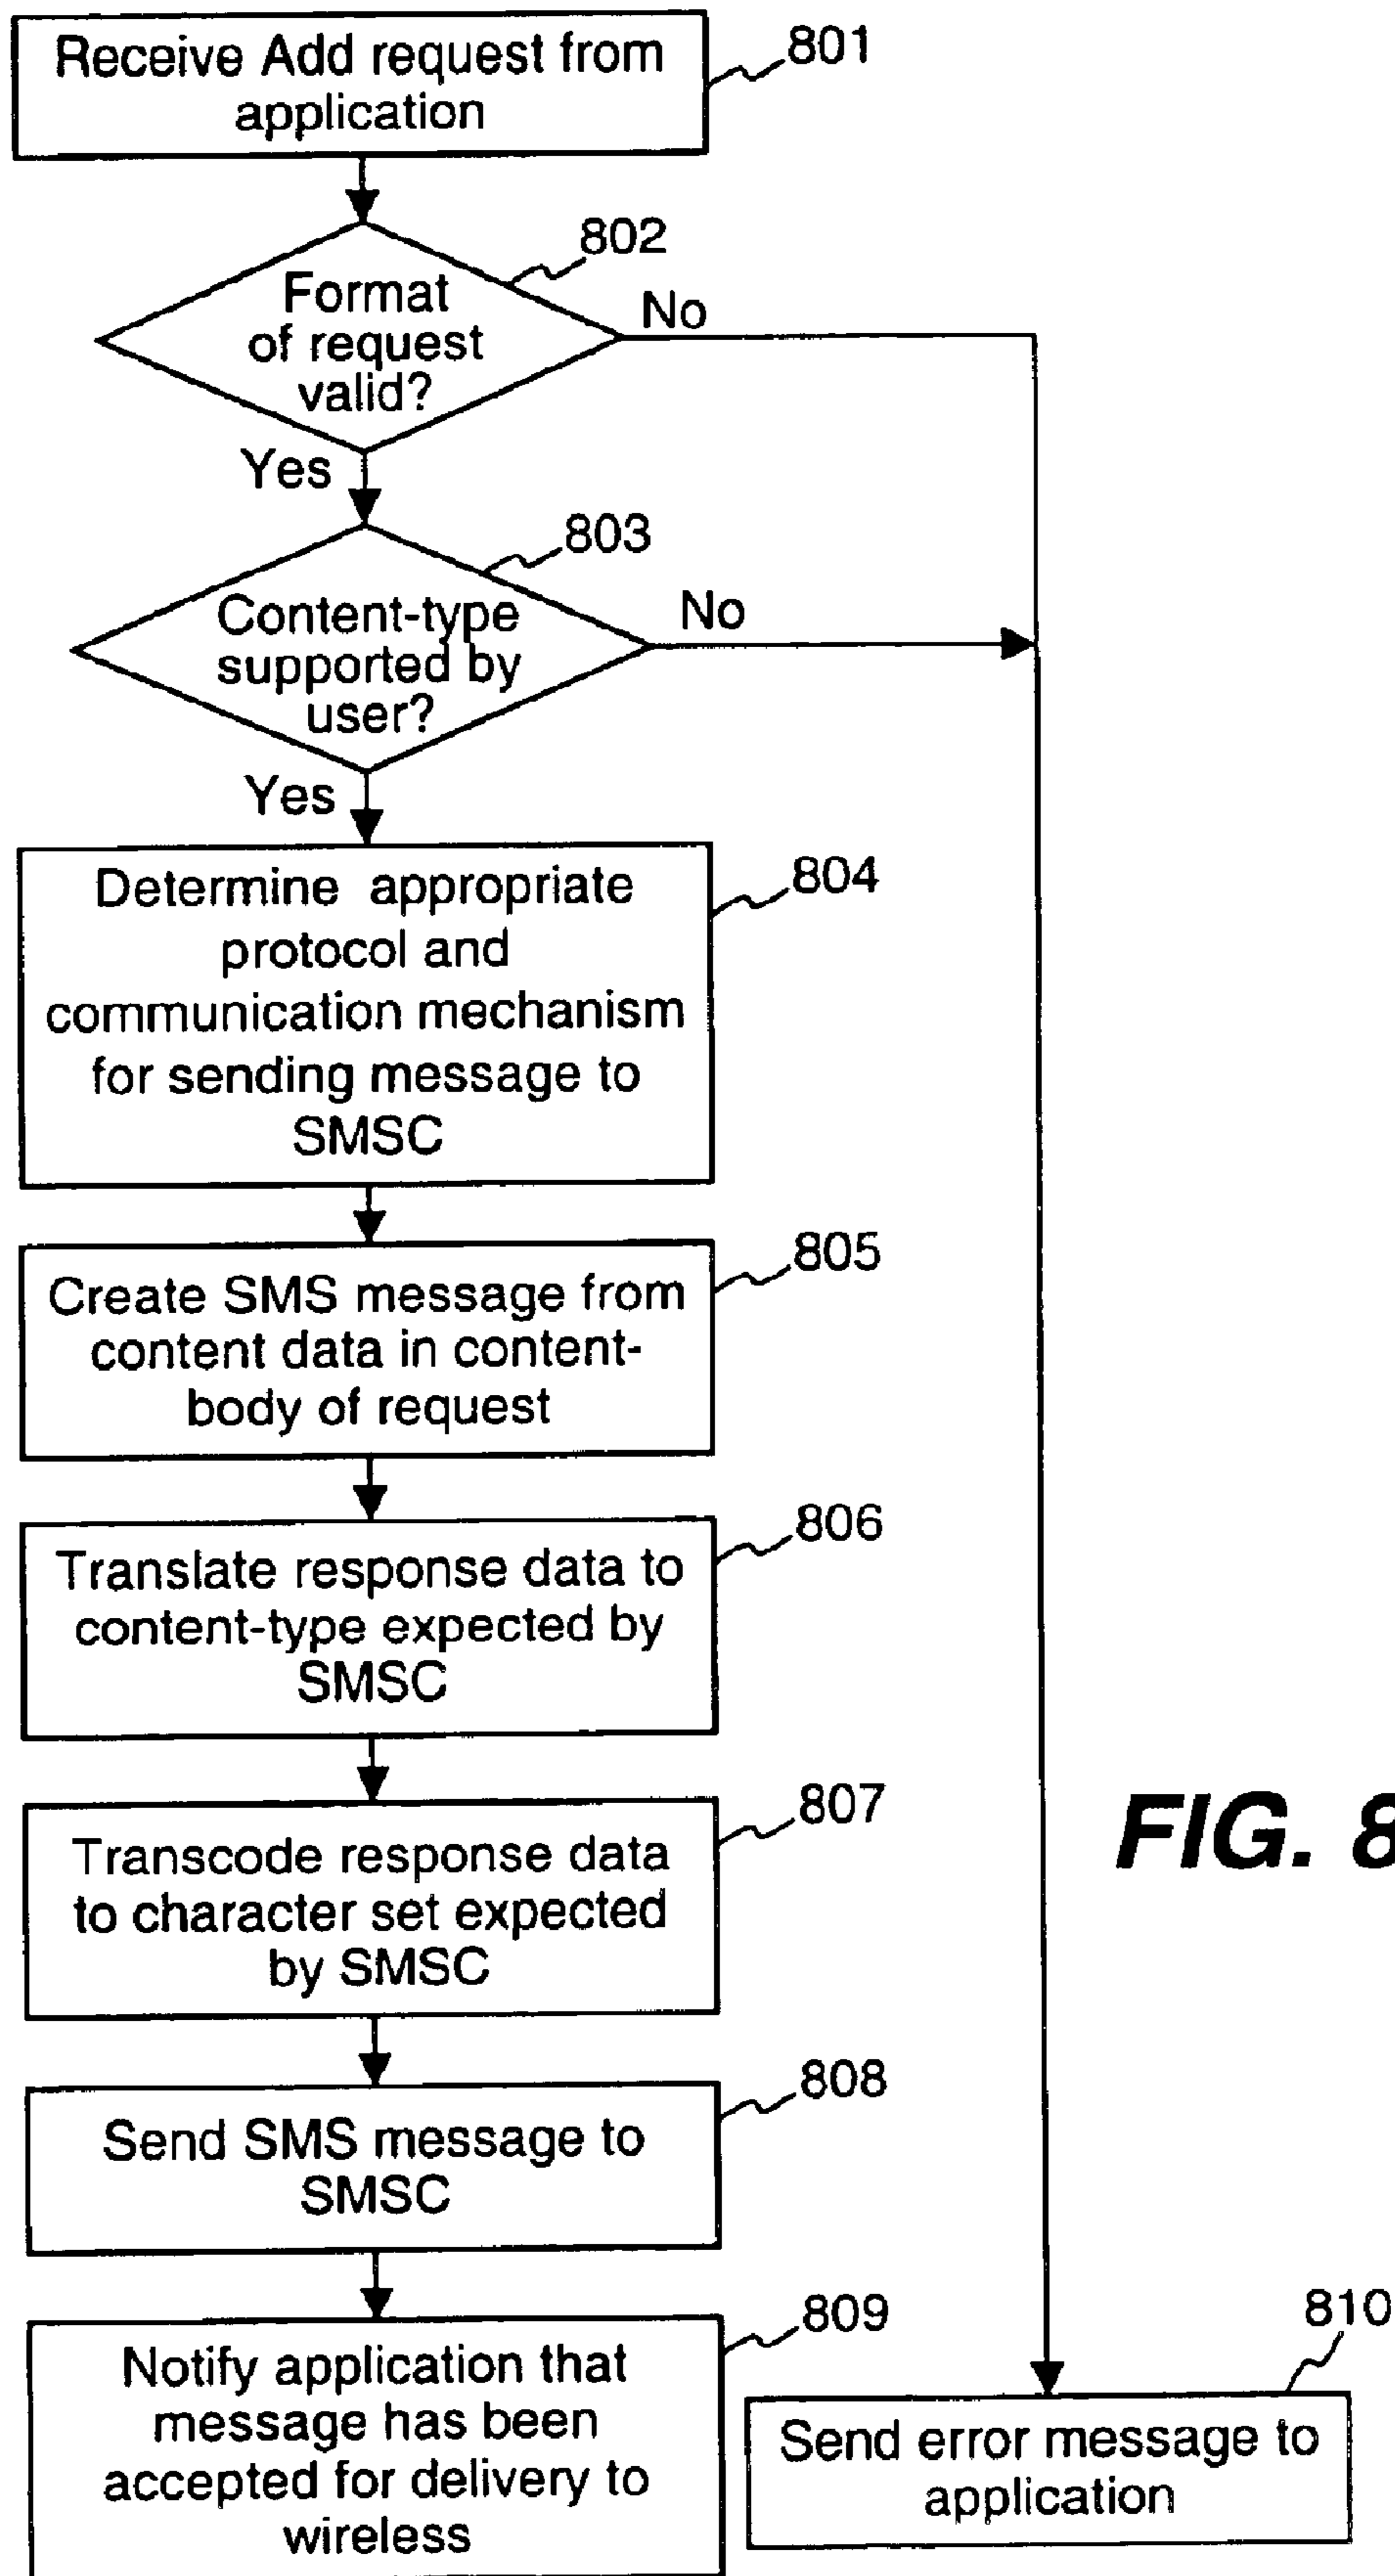 Receive Add request from
application
801
Format
of request
valid?
802
No
Yes
Content-type
supported by
user?
803
No
Yes
Determine appropriate
protocol and
communication mechanism
for sending message to
SMSC
804
Create SMS message from
content data in content-
body of request
805
Translate response data to
content-type expected by
SMSC
806
Transcode response data
to character set expected
by SMSC
807
FIG. 8
Send SMS message to
SMSC
808
Notify application that
message has been
accepted for delivery to
wireless
809
Send error message to
application
810